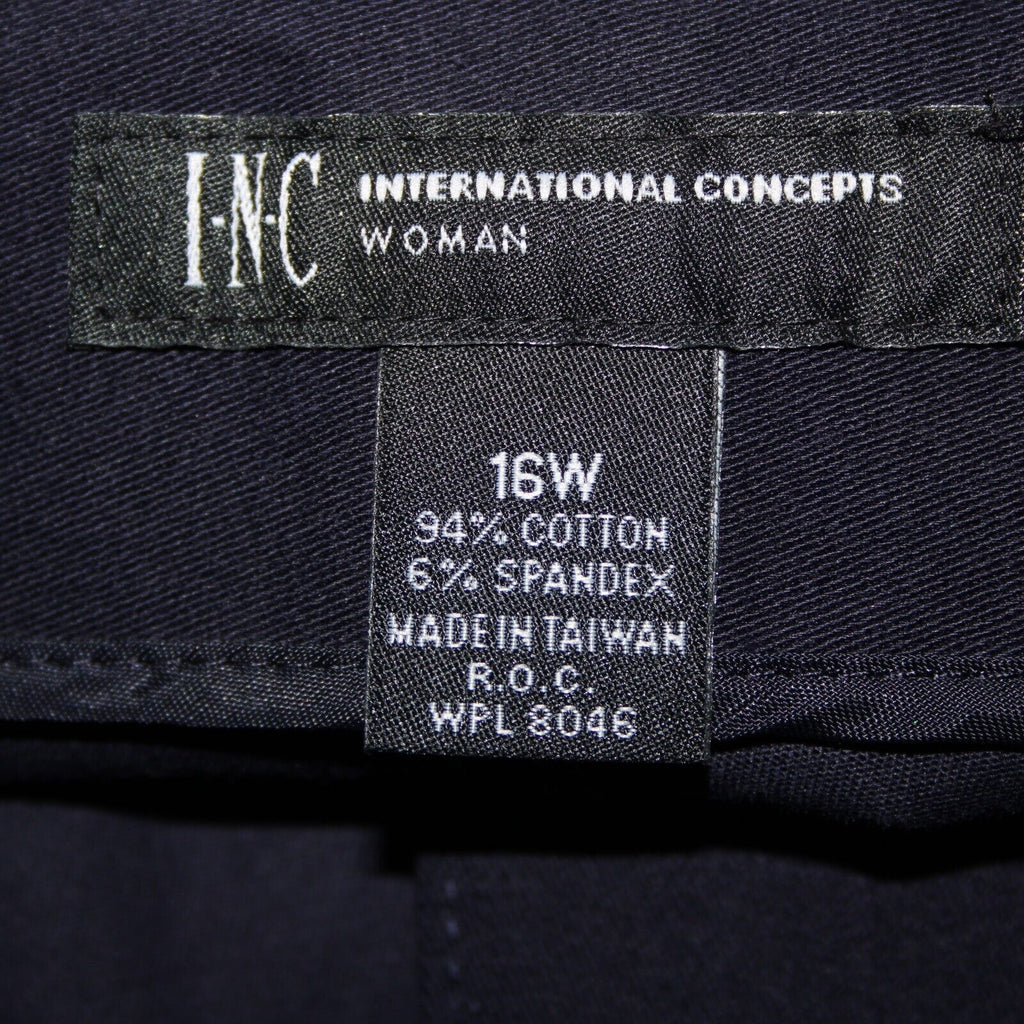 I·N·C
INTERNATIONAL CONCEPTS
WOMAN
16W
94% COTTON
6% SPANDEX
MADE IN TAIWAN
R.O.C.
WPL 8046